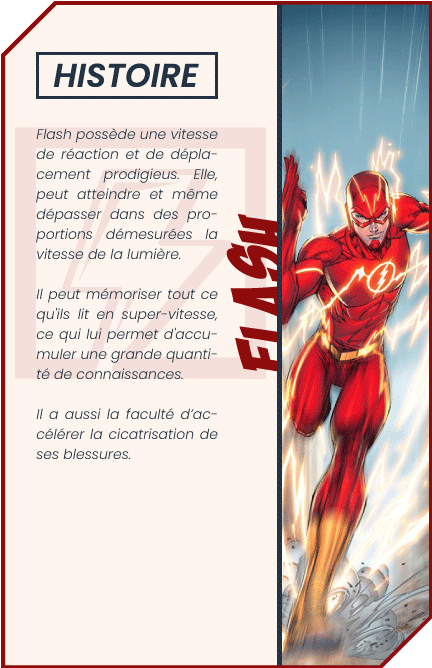 HISTOIRE
Flash possède une vitesse
de réaction et de dépla-
cement prodigieus. Elle,
peut atteindre et même
dépasser dans des pro-
portions démesurées la
vitesse de la lumière.
Il peut mémoriser tout ce
qu'ils lit en super-vitesse,
ce qui lui permet d'accu-
muler une grande quanti-
té de connaissances.
Il a aussi la faculté d’ac-
célérer la cicatrisation de
ses blessures.
FLASH